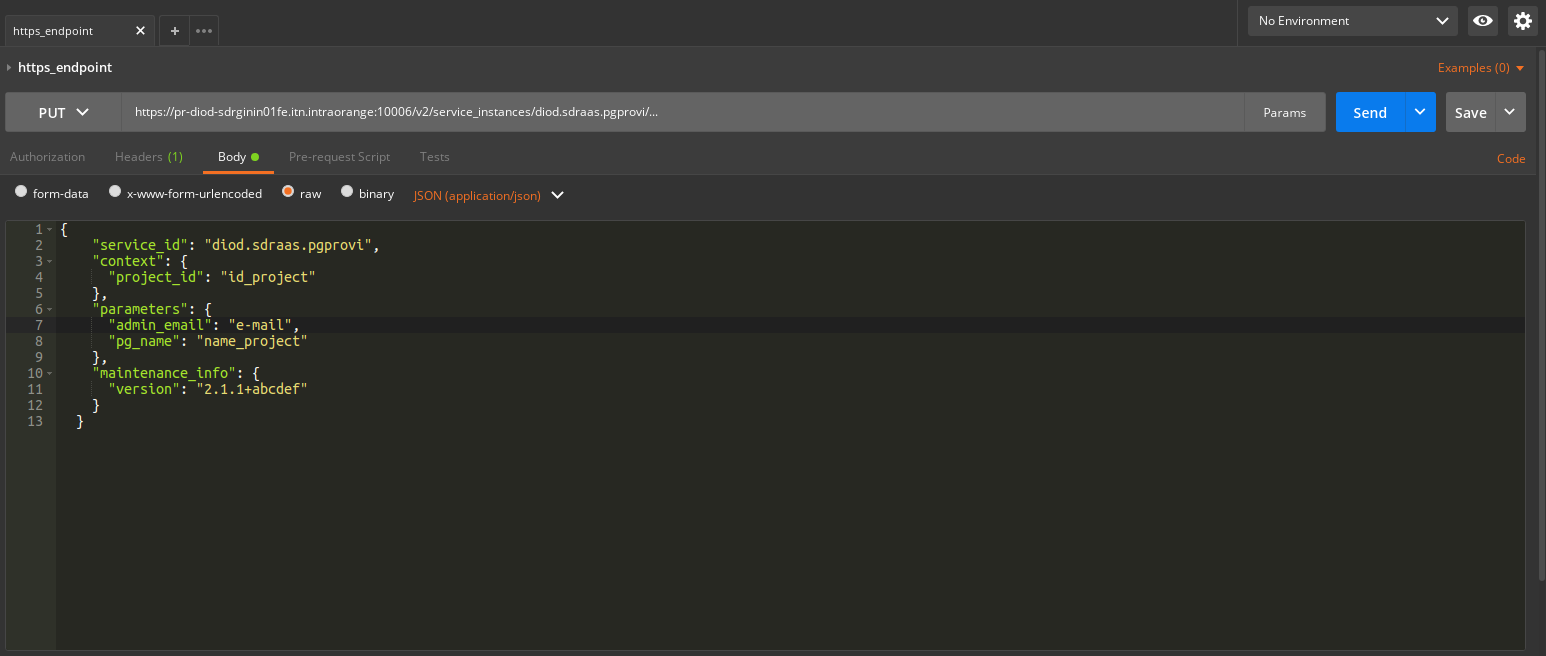 https_endpoint
No Environment
https_endpoint
Examples (0)
PUT
https://pr-diod-sdrginin01fe.itn.intraorange:10006/v2/service_instances/diod.sdraas.pgprovi/...
Params
Send
Save
Authorization Headers (1) Body Pre-request Script Tests
Code
form-data x-www-form-urlencoded raw binary JSON (application/json)
1 {
2 "service_id": "diod.sdraas.pgprovi",
3 "context": {
4 "project_id": "id_project"
5 },
6 "parameters": {
7 "admin_email": "e-mail",
8 "pg_name": "name_project"
9 },
10 "maintenance_info": {
11 "version": "2.1.1+abcdef"
12 }
13 }